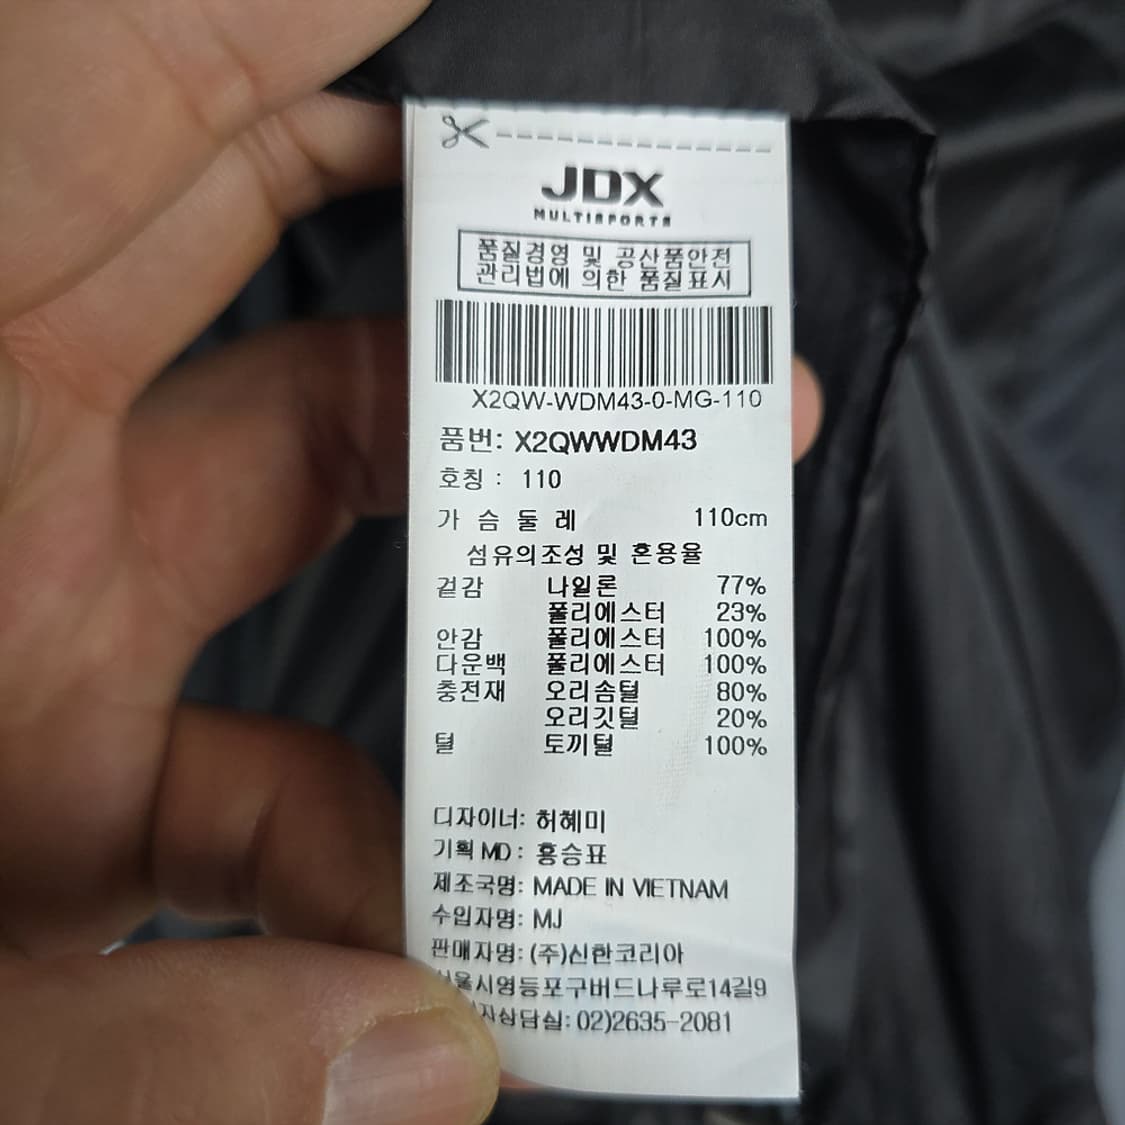 JDX
MULTISPORTS
품질경영 및 공산품안전
관리법에 의한 품질표시
X2QW-WDM43-0-MG-110
품번: X2QWWDM43
호칭 : 110
가 슴 둘 레 110cm
섬유의조성 및 혼용율
겉감 나일론 77%
폴리에스터 23%
안감 폴리에스터 100%
다운백 폴리에스터 100%
충전재 오리솜털 80%
오리깃털 20%
털 토끼털 100%
디자이너: 허혜미
기획 MD : 홍승표
제조국명: MADE IN VIETNAM
수입자명: MJ
판매자명: (주)신한코리아
서울시영등포구버드나루로14길9
자상담실: 02)2635-2081